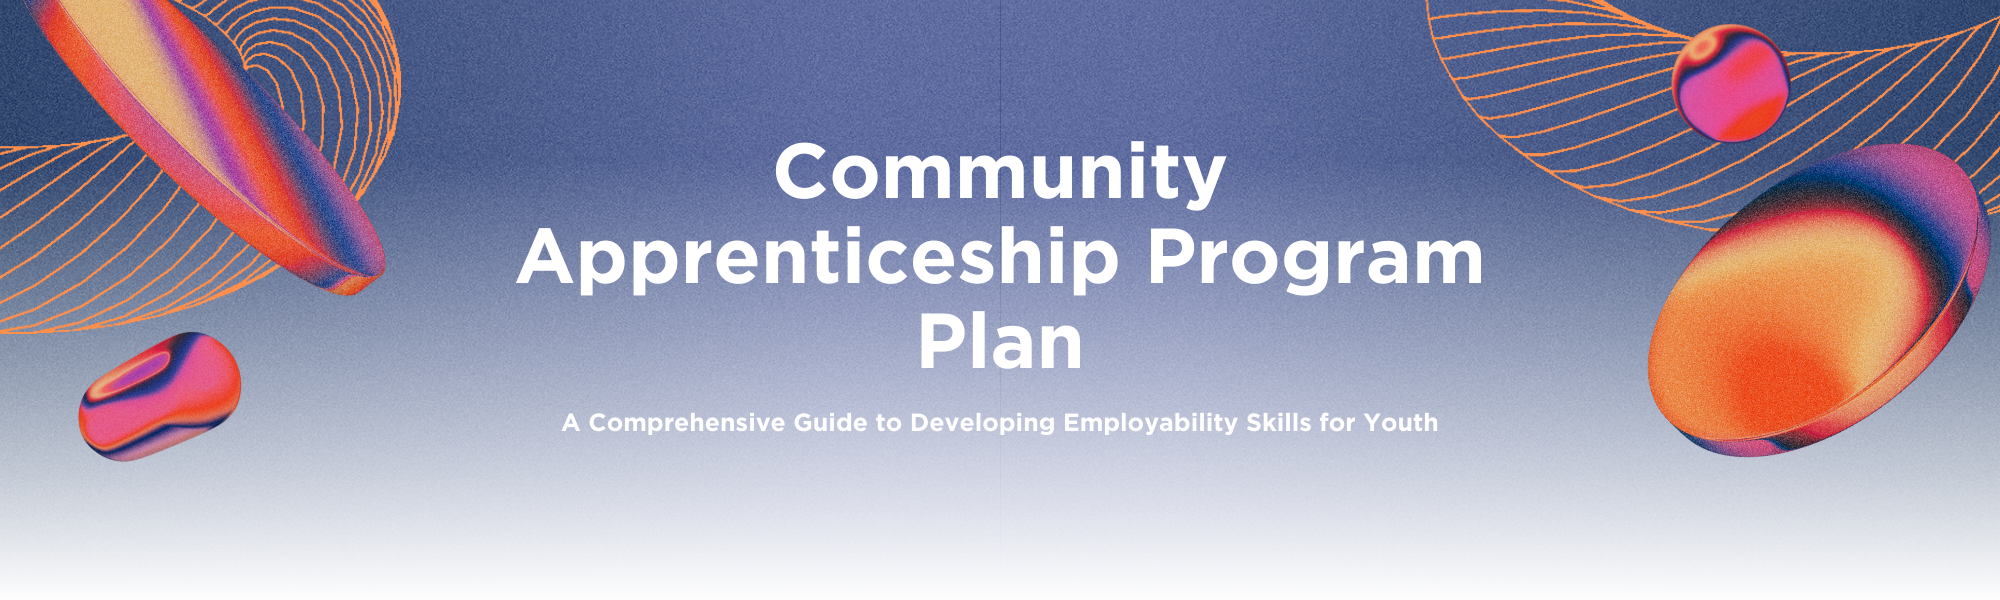 Community
Apprenticeship Program
Plan
A Comprehensive Guide to Developing Employability Skills for Youth